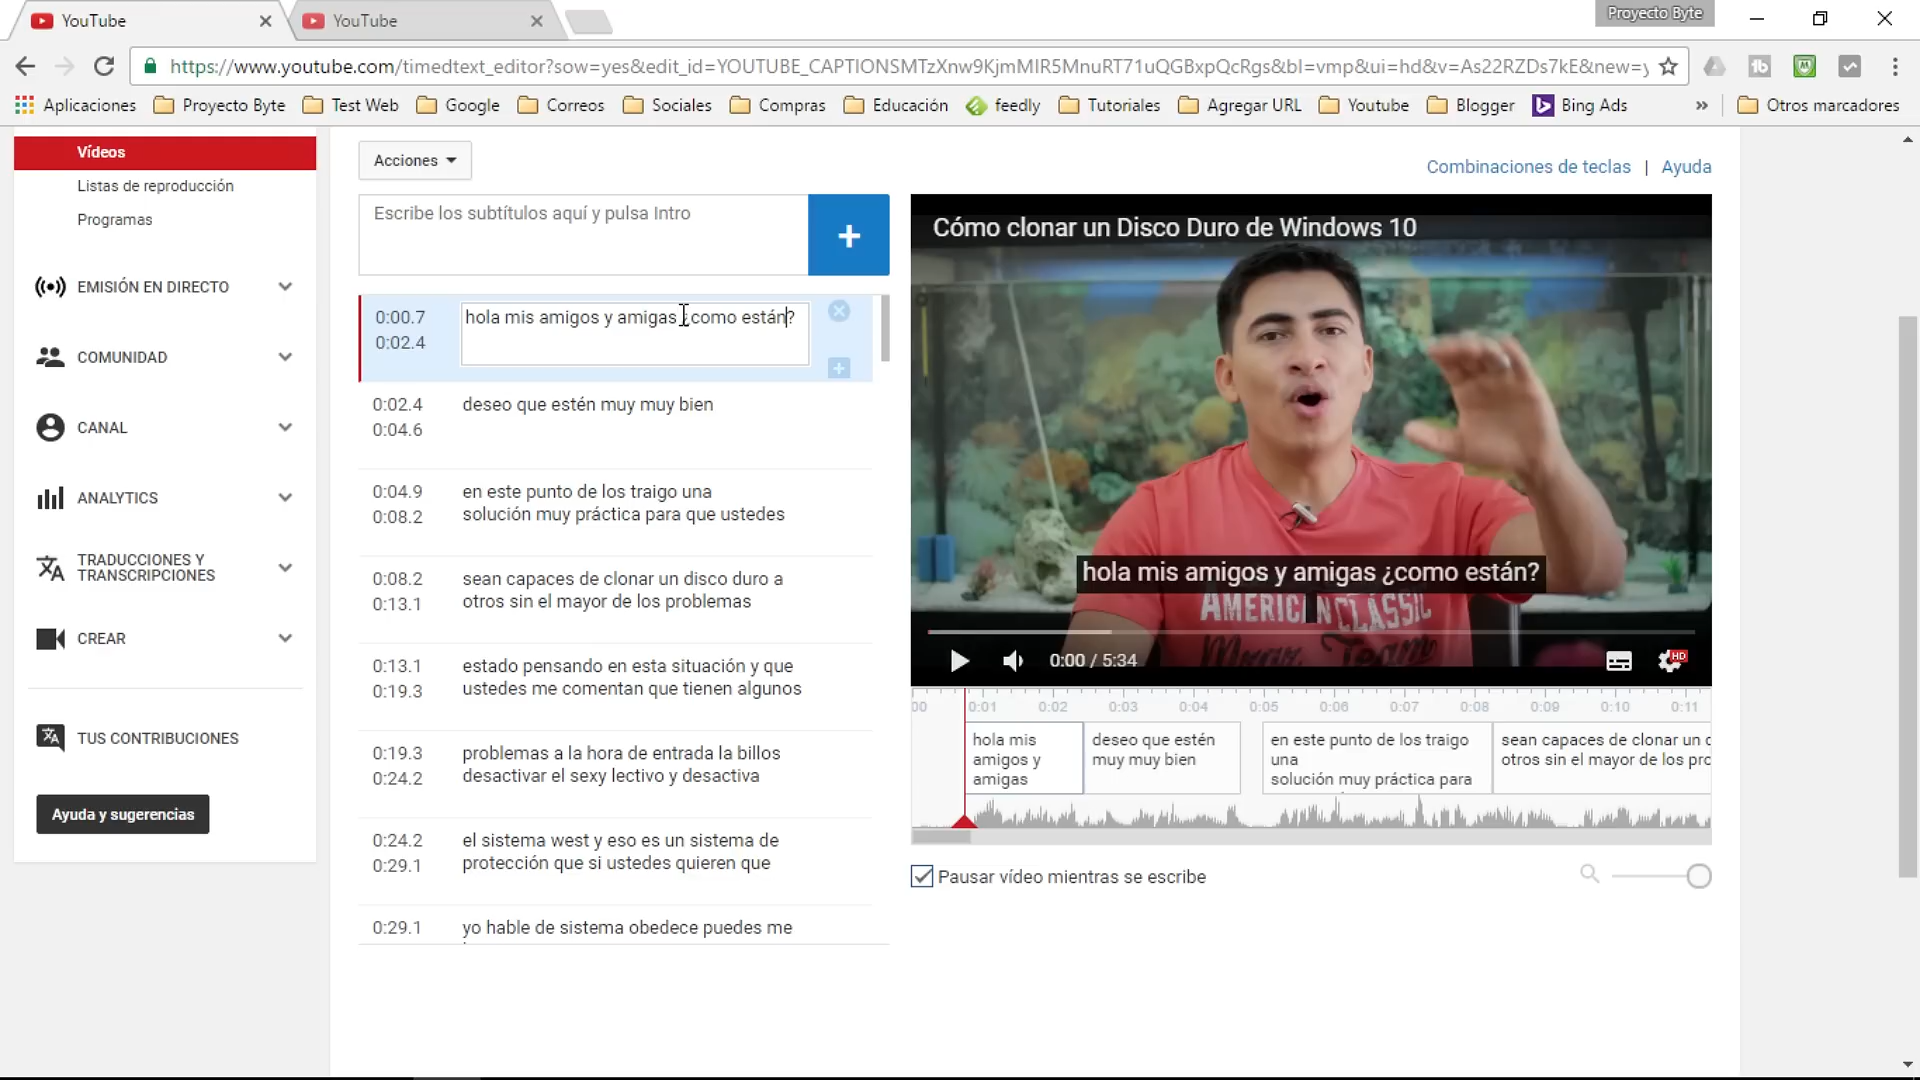 YouTube
YouTube
Proyecto Byte
https://www.youtube.com/timedtext_editor?sow=yes&edit_id=YOUTUBE_CAPTIONSMTzXnw9KjmMIR5MnuRT71uQGBxpQcRgs&bl=vmp&ui=hd&v=As22RZDs7kE&new=y
Aplicaciones Proyecto Byte Test Web Google Correos Sociales Compras Educación feedly Tutoriales Agregar URL Youtube Blogger Bing Ads » Otros marcadores
Vídeos
Listas de reproducción
Programas
EMISIÓN EN DIRECTO
COMUNIDAD
CANAL
ANALYTICS
TRADUCCIONES Y
TRANSCRIPCIONES
CREAR
TUS CONTRIBUCIONES
Ayuda y sugerencias
Acciones
Combinaciones de teclas | Ayuda
Escribe los subtítulos aquí y pulsa Intro
+
0:00.7 hola mis amigos y amigas ¿como están?
0:02.4
0:02.4 deseo que estén muy muy bien
0:04.6
0:04.9 en este punto de los traigo una
0:08.2 solución muy práctica para que ustedes
0:08.2 sean capaces de clonar un disco duro a
0:13.1 otros sin el mayor de los problemas
0:13.1 estado pensando en esta situación y que
0:19.3 ustedes me comentan que tienen algunos
0:19.3 problemas a la hora de entrada la billos
0:24.2 desactivar el sexy lectivo y desactiva
0:24.2 el sistema west y eso es un sistema de
0:29.1 protección que si ustedes quieren que
0:29.1 yo hable de sistema obedece puedes me
Cómo clonar un Disco Duro de Windows 10
hola mis amigos y amigas ¿como están?
AMERICAN CLASSIC
Team
0:00 / 5:34
HD
00 0:01 0:02 0:03 0:04 0:05 0:06 0:07 0:08 0:09 0:10 0:11
hola mis
amigos y
amigas
deseo que estén
muy muy bien
en este punto de los traigo
una
solución muy práctica para
sean capaces de clonar un d
otros sin el mayor de los pro
Pausar vídeo mientras se escribe